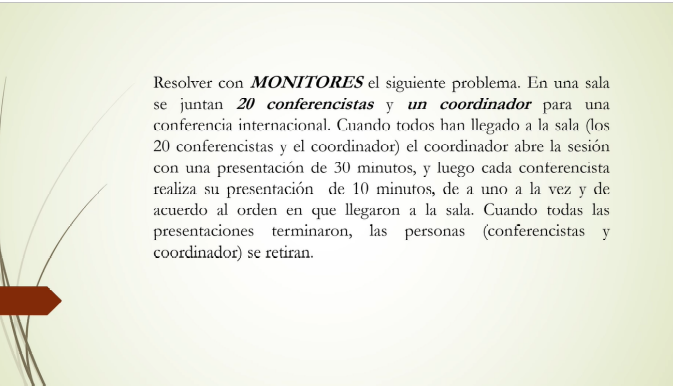 Resolver con MONITORES el siguiente problema. En una sala
se juntan 20 conferencistas y un coordinador para una
conferencia internacional. Cuando todos han llegado a la sala (los
20 conferencistas y el coordinador) el coordinador abre la sesión
con una presentación de 30 minutos, y luego cada conferencista
realiza su presentación de 10 minutos, de a uno a la vez y de
acuerdo al orden en que llegaron a la sala. Cuando todas las
presentaciones terminaron, las personas (conferencistas y
coordinador) se retiran.